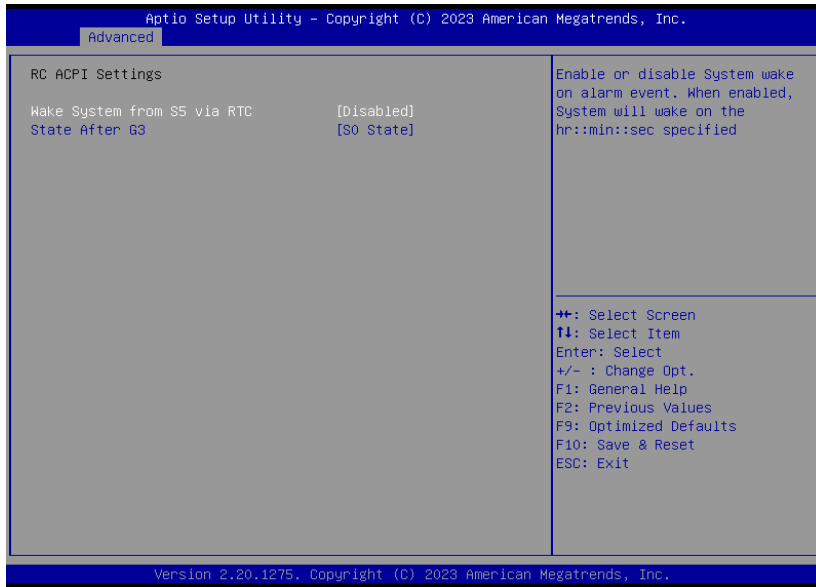 Aptio Setup Utility – Copyright (C) 2023 American Megatrends, Inc.
Advanced
RC ACPI Settings
Wake System from S5 via RTC [Disabled]
State After G3 [S0 State]
Enable or disable System wake
on alarm event. When enabled,
System will wake on the
hr::min::sec specified
→←: Select Screen
↑↓: Select Item
Enter: Select
+/- : Change Opt.
F1: General Help
F2: Previous Values
F9: Optimized Defaults
F10: Save & Reset
ESC: Exit
Version 2.20.1275. Copyright (C) 2023 American Megatrends, Inc.